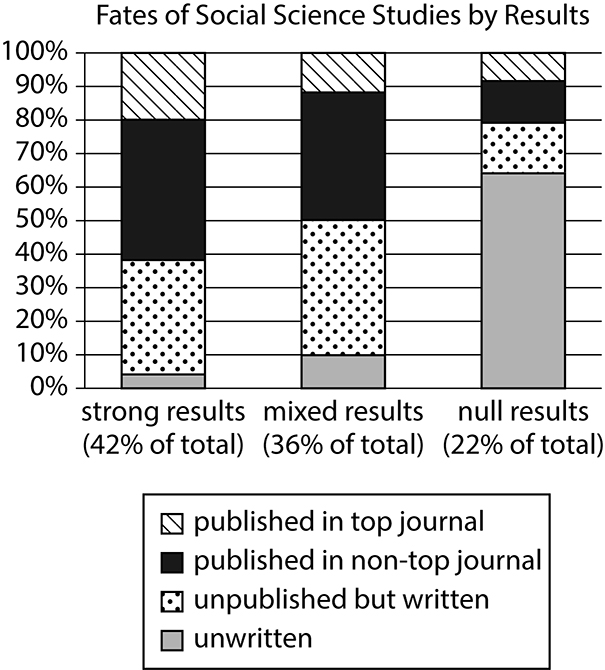 Fates of Social Science Studies by Results
100%
90%
80%
70%
60%
50%
40%
30%
20%
10%
0%
strong results
(42% of total)
mixed results
(36% of total)
null results
(22% of total)
published in top journal
published in non-top journal
unpublished but written
unwritten